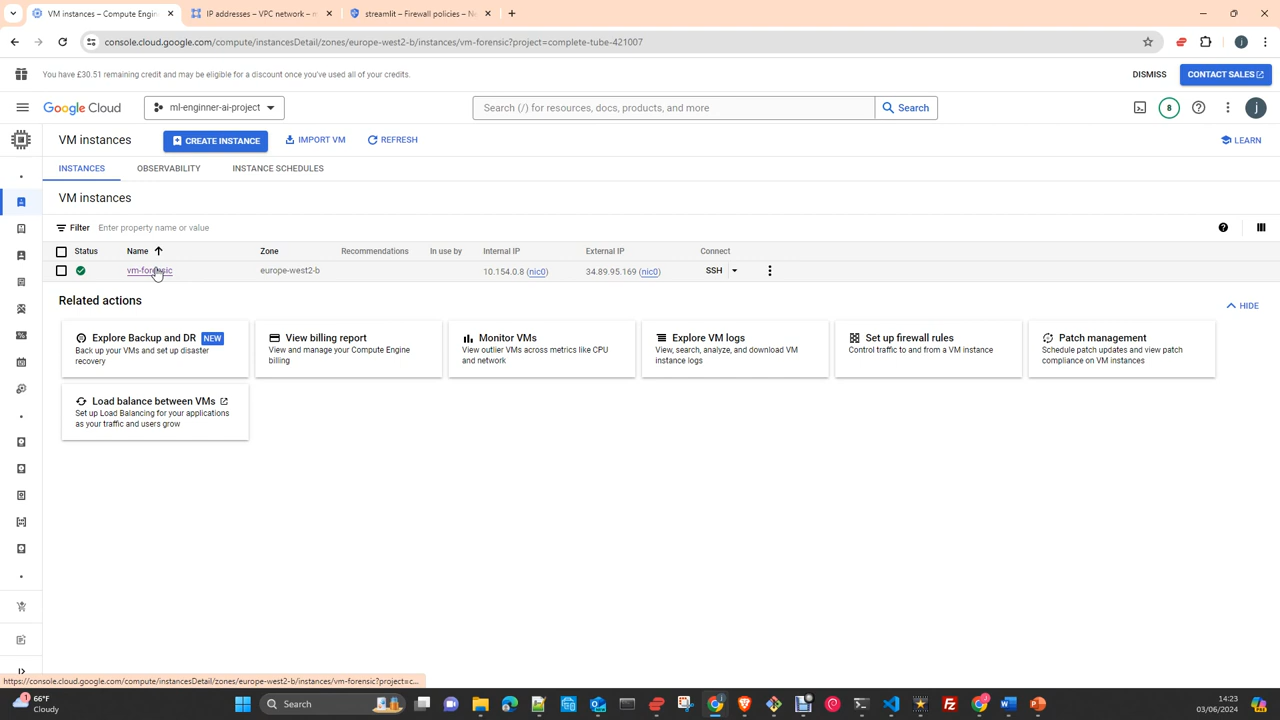 VM instances – Compute Engin
IP addresses – VPC network – m
streamlit – Firewall policies – N
console.cloud.google.com/compute/instancesDetail/zones/europe-west2-b/instances/vm-forensic?project=complete-tube-421007
You have £30.51 remaining credit and may be eligible for a discount once you've used all of your credits.
DISMISS
CONTACT SALES
Google Cloud
ml-enginner-ai-project
Search (/) for resources, docs, products, and more
Search
8
j
VM instances
CREATE INSTANCE
IMPORT VM
REFRESH
LEARN
INSTANCES
OBSERVABILITY
INSTANCE SCHEDULES
VM instances
Filter Enter property name or value
Status Name Zone Recommendations In use by Internal IP External IP Connect
vm-forensic europe-west2-b 10.154.0.8 (nic0) 34.89.95.169 (nic0) SSH
Related actions
HIDE
Explore Backup and DR NEW
Back up your VMs and set up disaster
recovery
View billing report
View and manage your Compute Engine
billing
Monitor VMs
View outlier VMs across metrics like CPU
and network
Explore VM logs
View, search, analyze, and download VM
instance logs
Set up firewall rules
Control traffic to and from a VM instance
Patch management
Schedule patch updates and view patch
compliance on VM instances
Load balance between VMs
Set up Load Balancing for your applications
as your traffic and users grow
https://console.cloud.google.com/compute/instancesDetail/zones/europe-west2-b/instances/vm-forensic?project=c...
66°F
Cloudy
Search
14:23
03/06/2024